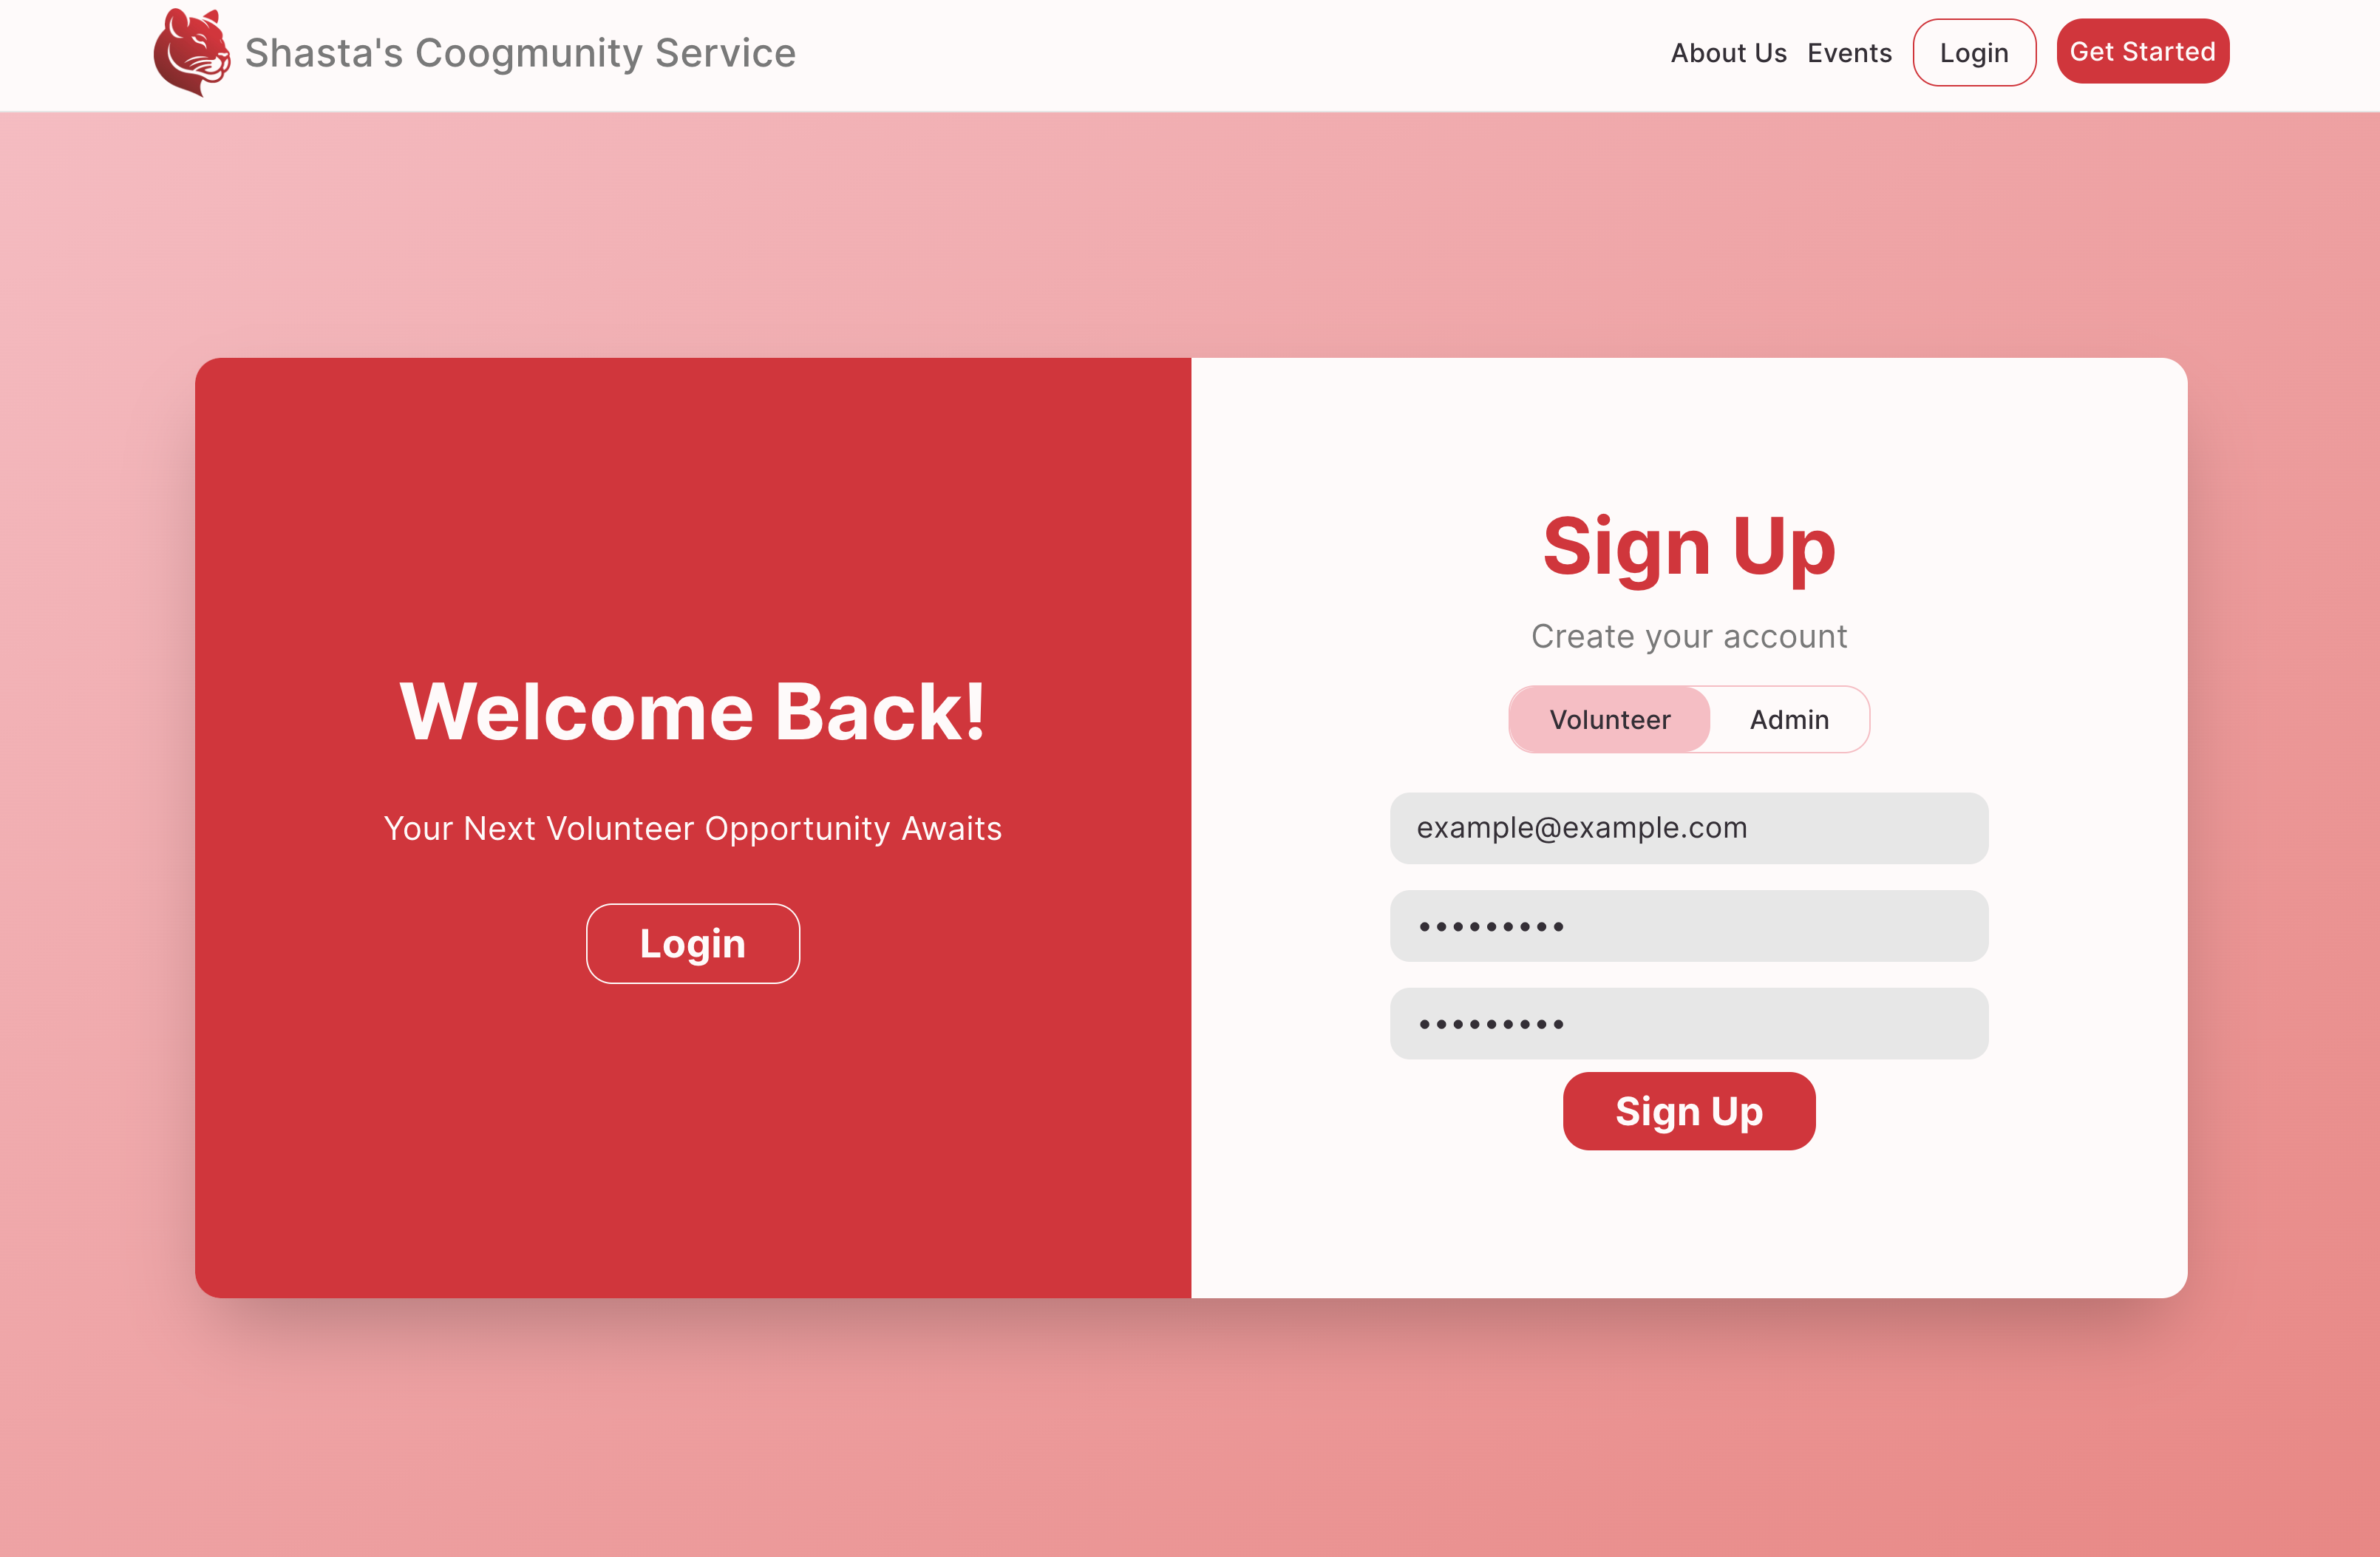 Shasta's Coogmunity Service
About Us
Events
Login
Get Started
Welcome Back!
Your Next Volunteer Opportunity Awaits
Login
Sign Up
Create your account
Volunteer
Admin
example@example.com
•••••••••
•••••••••
Sign Up